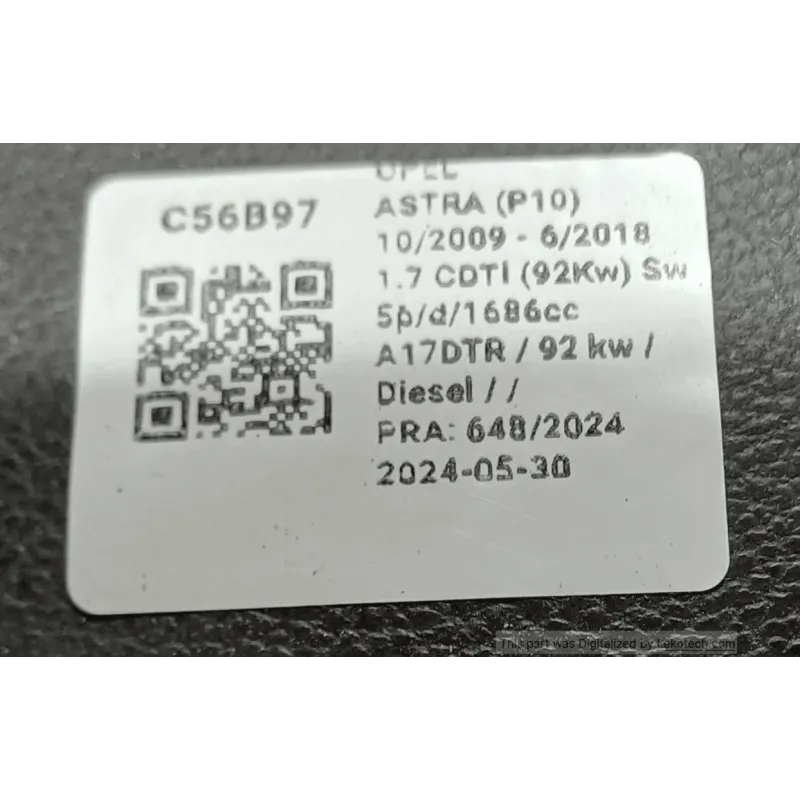 C56B97
OPEL
ASTRA (P10)
10/2009 - 6/2018
1.7 CDTI (92Kw) Sw
5p/d/1686cc
A17DTR / 92 kw /
Diesel / /
PRA: 648/2024
2024-05-30
This part was Digitalized by Lekotech.com